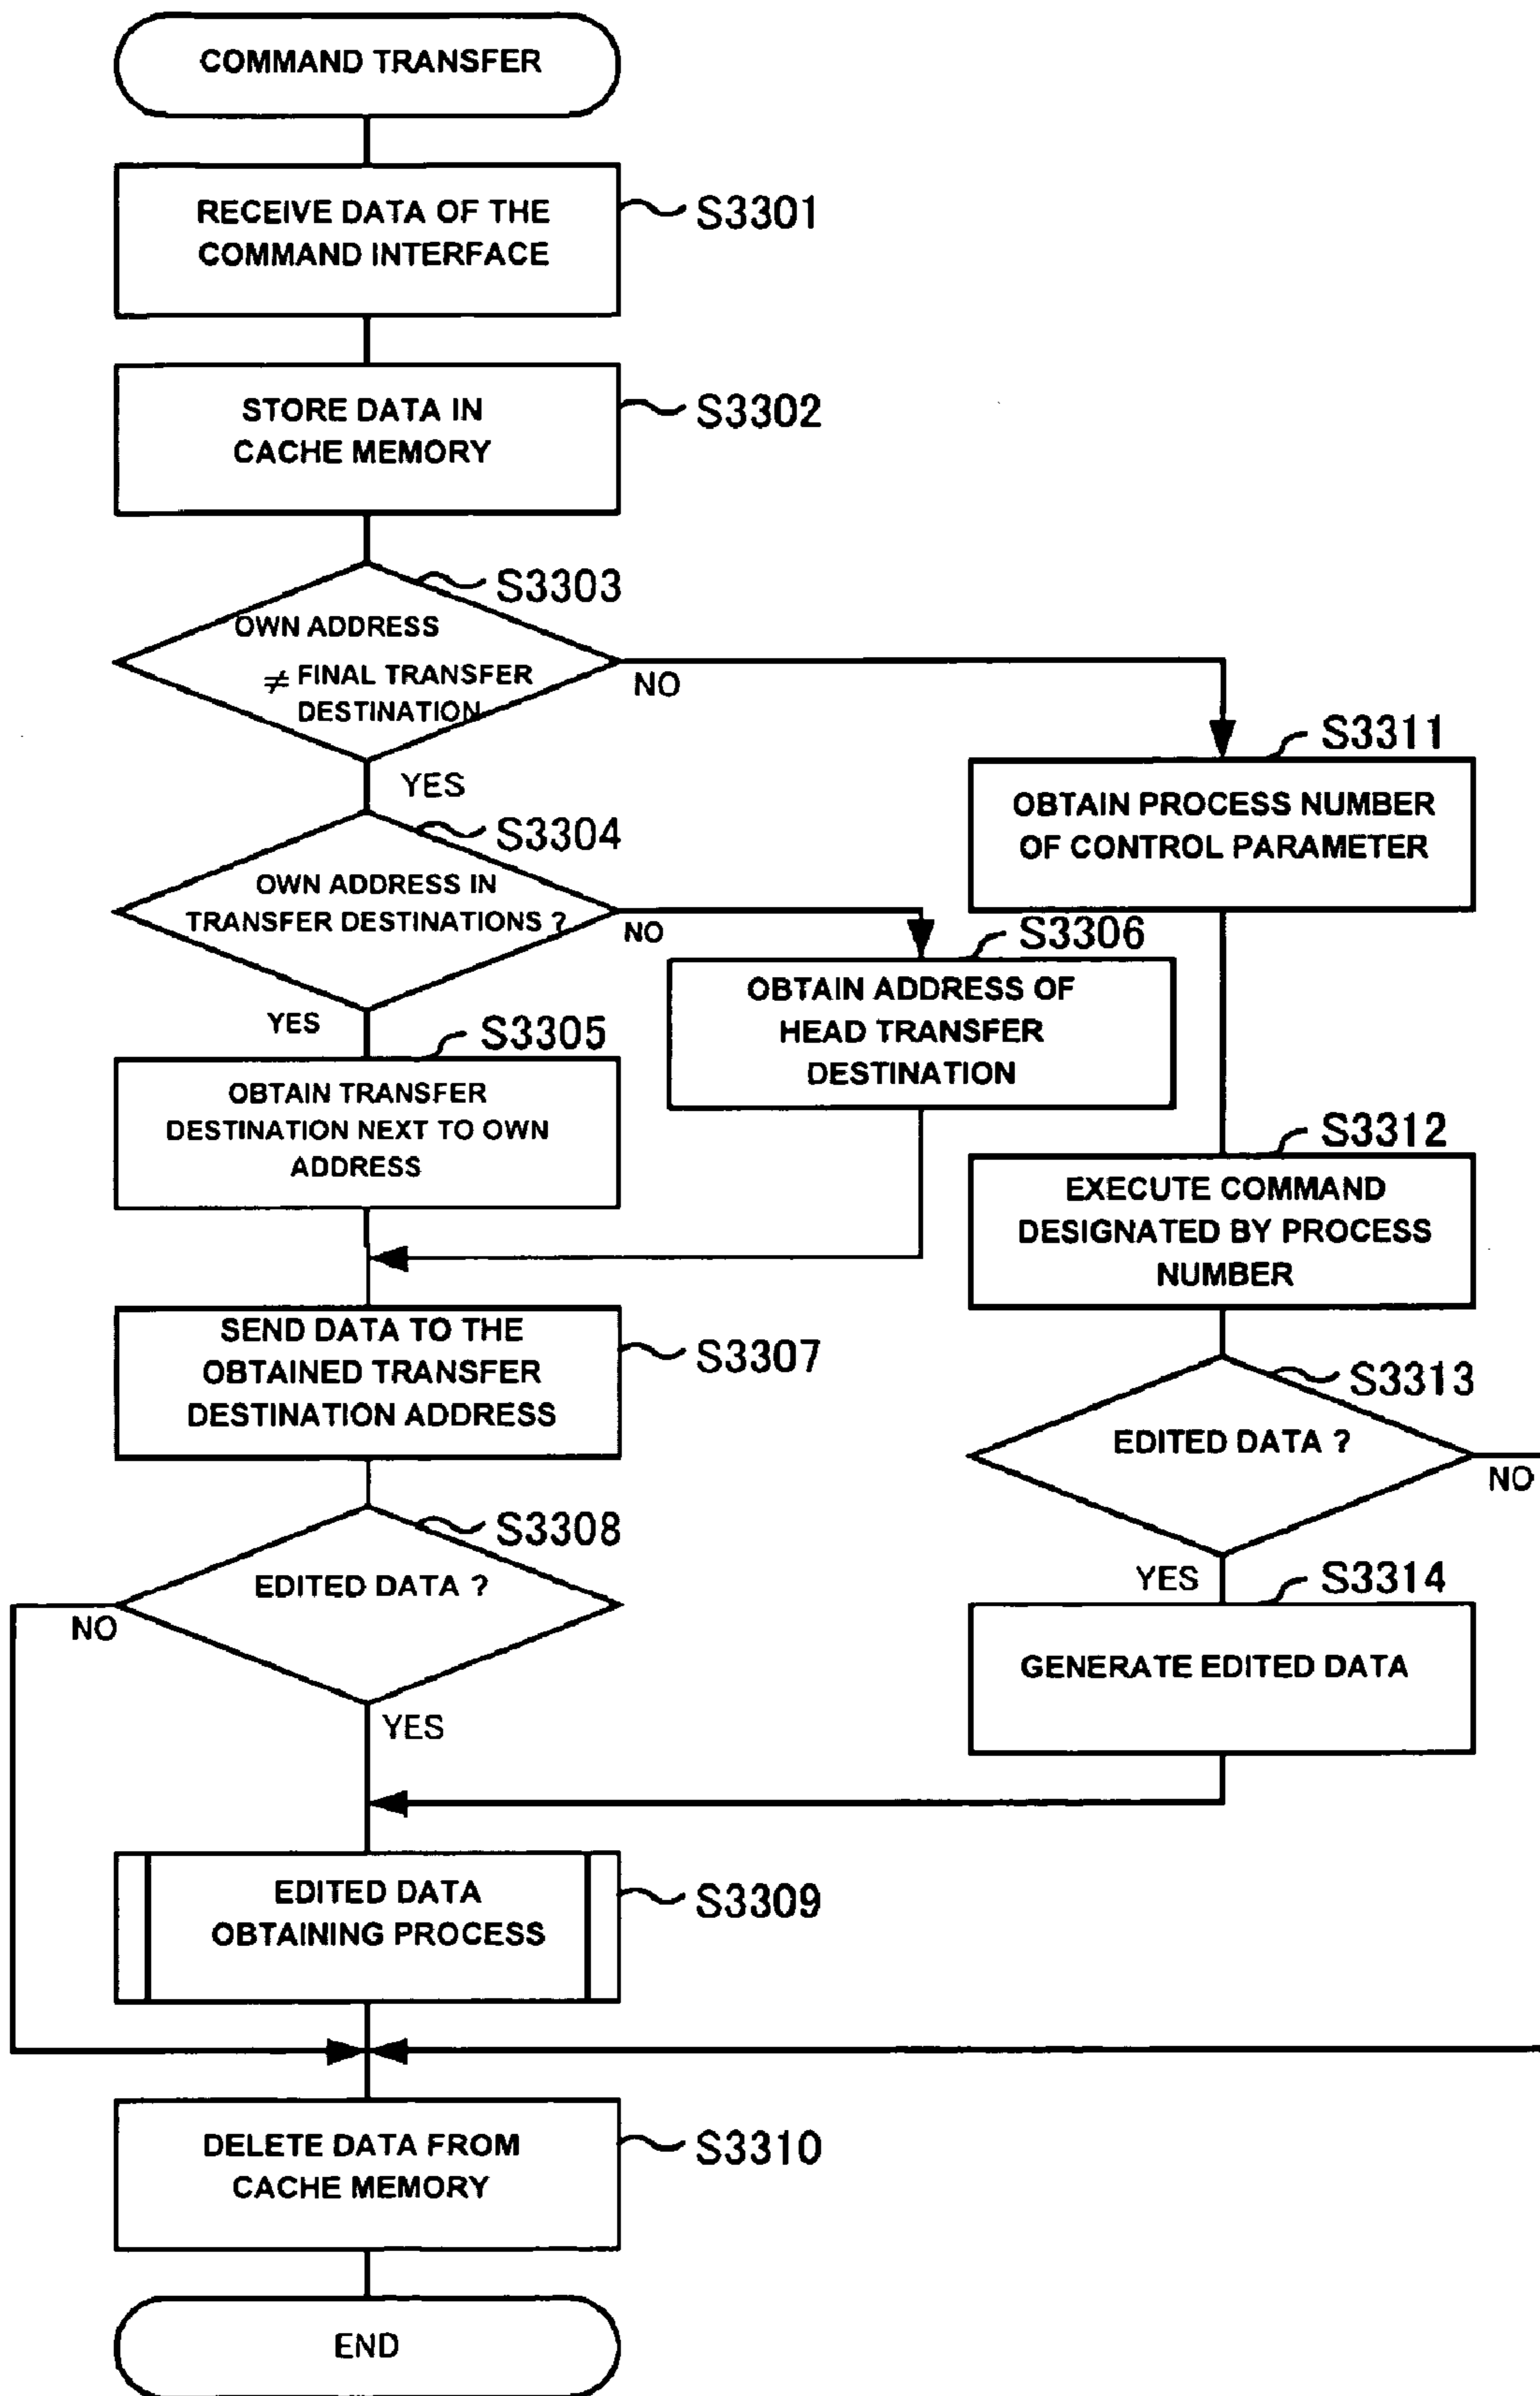 COMMAND TRANSFER
RECEIVE DATA OF THE
COMMAND INTERFACE
S3301
STORE DATA IN
CACHE MEMORY
S3302
S3303
OWN ADDRESS
≠ FINAL TRANSFER
DESTINATION
NO
YES
S3304
OWN ADDRESS IN
TRANSFER DESTINATIONS ?
NO
YES
S3305
OBTAIN TRANSFER
DESTINATION NEXT TO OWN
ADDRESS
S3306
OBTAIN ADDRESS OF
HEAD TRANSFER
DESTINATION
SEND DATA TO THE
OBTAINED TRANSFER
DESTINATION ADDRESS
S3307
S3308
EDITED DATA ?
NO
YES
EDITED DATA
OBTAINING PROCESS
S3309
DELETE DATA FROM
CACHE MEMORY
S3310
END
S3311
OBTAIN PROCESS NUMBER
OF CONTROL PARAMETER
S3312
EXECUTE COMMAND
DESIGNATED BY PROCESS
NUMBER
S3313
EDITED DATA ?
NO
YES
S3314
GENERATE EDITED DATA